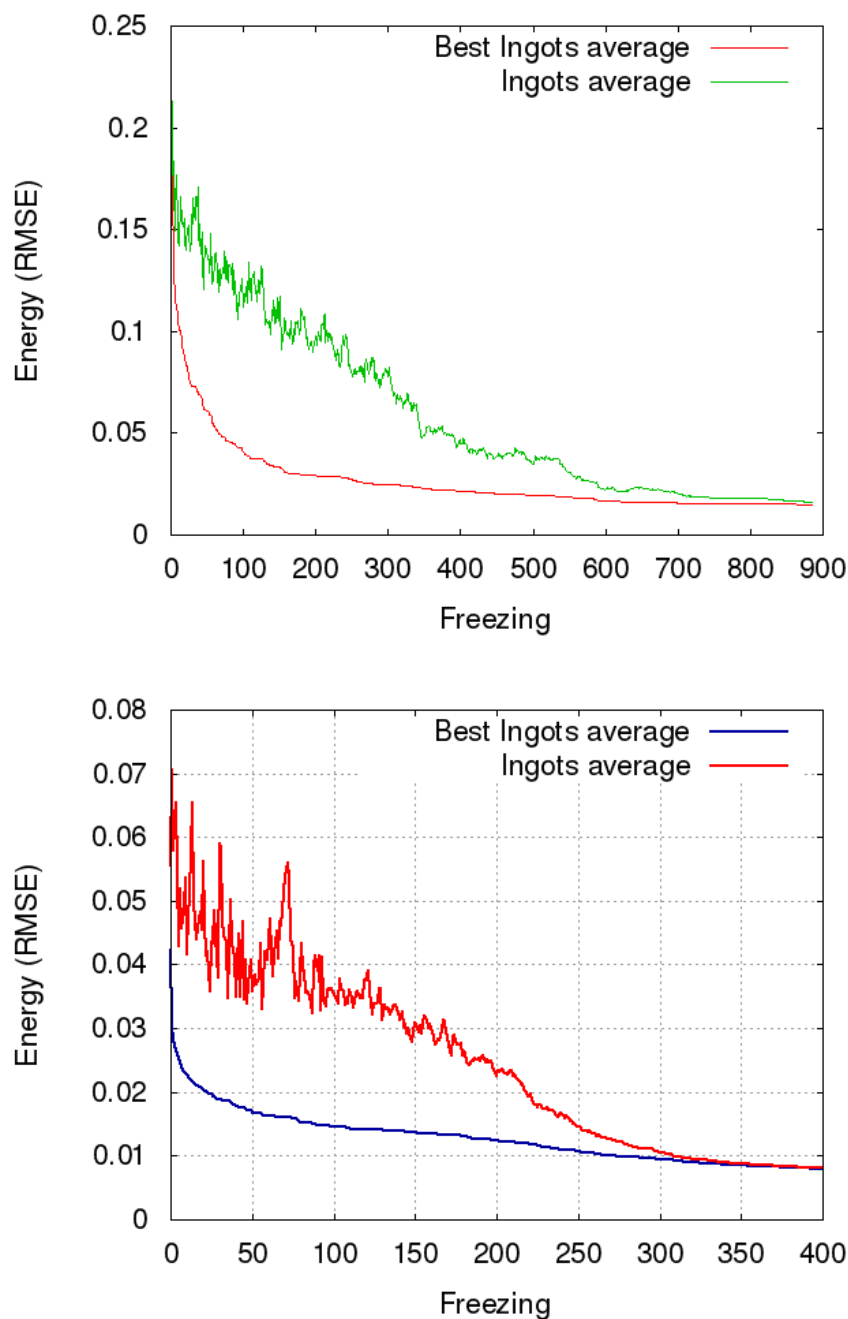 0.25
Best Ingots average
Ingots average
0.2
0.15
0.1
0.05
0
Energy (RMSE)
0 100 200 300 400 500 600 700 800 900
Freezing
0.08
Best Ingots average
Ingots average
0.07
0.06
0.05
0.04
0.03
0.02
0.01
0
Energy (RMSE)
0 50 100 150 200 250 300 350 400
Freezing